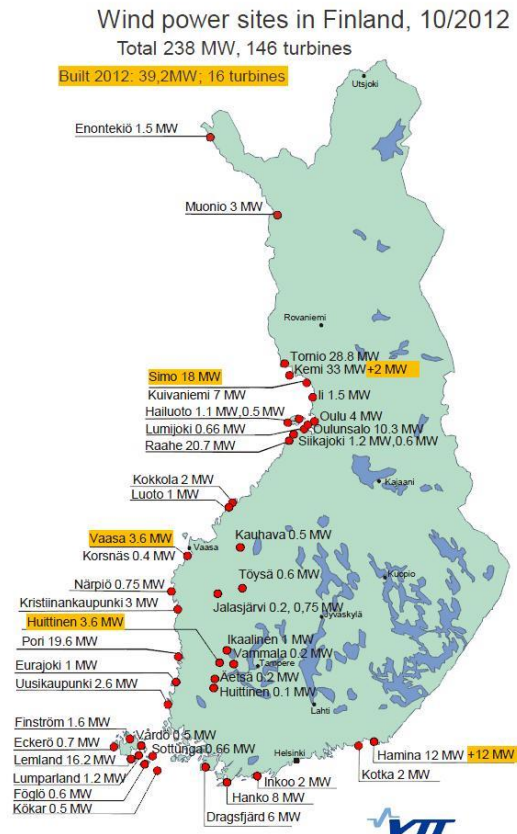 Wind power sites in Finland, 10/2012
Total 238 MW, 146 turbines
Built 2012: 39,2MW; 16 turbines
Utsjoki
Enontekiö 1.5 MW
Muonio 3 MW
Rovaniemi
Tornio 28.8 MW
Kemi 33 MW +2 MW
Simo 18 MW
Kuivaniemi 7 MW
Ii 1.5 MW
Hailuoto 1.1 MW,0.5 MW
Oulu 4 MW
Lumijoki 0.66 MW
Oulunsalo 10.3 MW
Raahe 20.7 MW
Siikajoki 1.2 MW,0.6 MW
Kajaani
Kokkola 2 MW
Luoto 1 MW
Vaasa 3.6 MW
Vaasa
Kauhava 0.5 MW
Korsnäs 0.4 MW
Töysä 0.6 MW
Kuopio
Närpiö 0.75 MW
Jalasjärvi 0.2, 0,75 MW
Kristiinankaupunki 3 MW
Jyväskylä
Huittinen 3.6 MW
Ikaalinen 1 MW
Pori 19.6 MW
Vammala 0.2 MW
Tampere
Eurajoki 1 MW
Äetsä 0.2 MW
Uusikaupunki 2.6 MW
Huittinen 0.1 MW
Lahti
Finström 1.6 MW
Vårdö 0.5 MW
Eckerö 0.7 MW
Sottunga 0.66 MW
Helsinki
Hamina 12 MW +12 MW
Lemland 16.2 MW
Kotka 2 MW
Lumparland 1.2 MW
Inkoo 2 MW
Föglö 0.6 MW
Hanko 8 MW
Kökar 0.5 MW
Dragsfjärd 6 MW
VTT